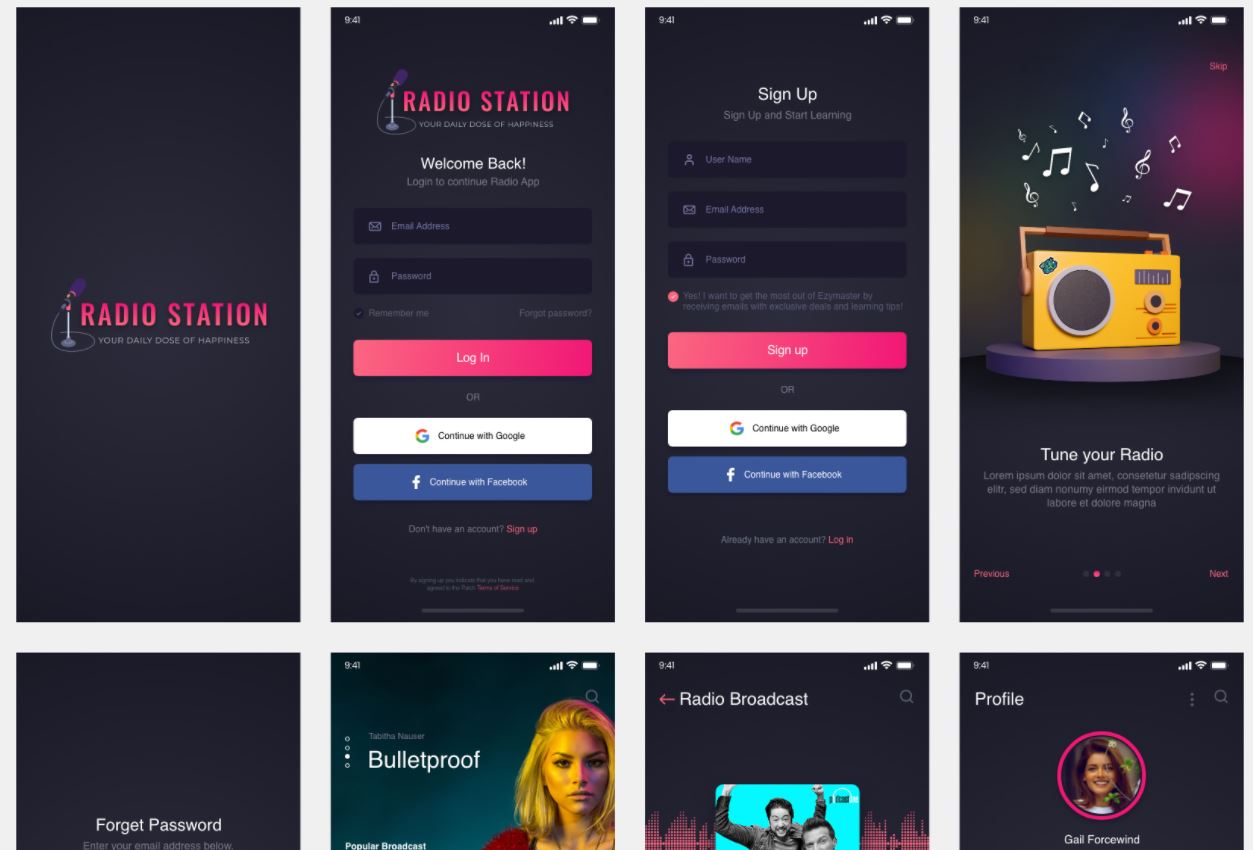 RADIO STATION
YOUR DAILY DOSE OF HAPPINESS
9:41
RADIO STATION
YOUR DAILY DOSE OF HAPPINESS
Welcome Back!
Login to continue Radio App
Email Address
Password
Remember me
Forgot password?
Log In
OR
Continue with Google
Continue with Facebook
Don't have an account? Sign up
By signing up you indicate that you have read and
agreed to the Patch Terms of Service
9:41
Sign Up
Sign Up and Start Learning
User Name
Email Address
Password
Yes! I want to get the most out of Ezymaster by
receiving emails with exclusive deals and learning tips!
Sign up
OR
Continue with Google
Continue with Facebook
Already have an account? Log in
9:41
Skip
Tune your Radio
Lorem ipsum dolor sit amet, consetetur sadipscing
elitr, sed diam nonumy eirmod tempor invidunt ut
labore et dolore magna
Previous
Next
Forget Password
Enter your email address below,
9:41
Tabitha Nauser
Bulletproof
Popular Broadcast
9:41
Radio Broadcast
9:41
Profile
Gail Forcewind